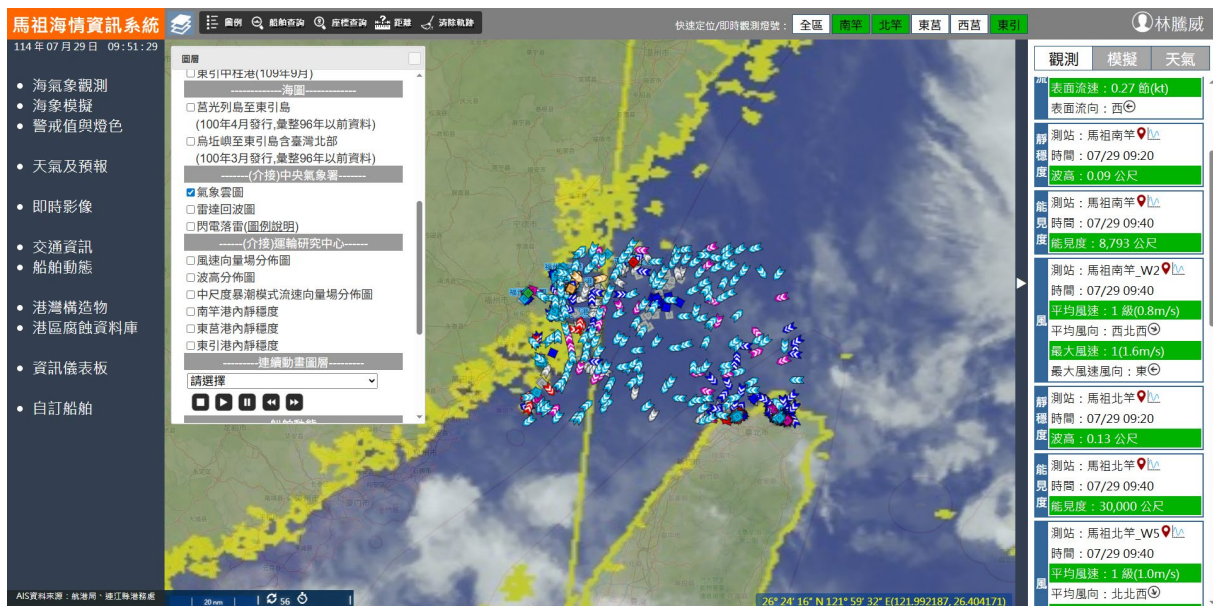 馬祖海情資訊系統
圖例
船舶查詢
座標查詢
距離
清除軌跡
快速定位/即時觀測燈號：
全區
南竿
北竿
東莒
西莒
東引
林騰威
114 年 07 月 29 日 09:51:29
海氣象觀測
海象模擬
警戒值與燈色
天氣及預報
即時影像
交通資訊
船舶動態
港灣構造物
港區腐蝕資料庫
資訊儀表板
自訂船舶
AIS資料來源：航港局、連江縣港務處
圖層
東引中柱港(109年9月)
-------------海圖-------------
莒光列島至東引島
(100年4月發行,彙整96年以前資料)
烏坵嶼至東引島含臺灣北部
(100年3月發行,彙整96年以前資料)
-------(介接)中央氣象署-------
氣象雲圖
雷達回波圖
閃電落雷(圖例說明)
------(介接)運輸研究中心------
風速向量場分佈圖
波高分佈圖
中尺度暴潮模式流速向量場分佈圖
南竿港內靜穩度
東莒港內靜穩度
東引港內靜穩度
---------連續動畫圖層---------
請選擇
船舶動態
20 nm
56
26° 24' 16" N 121° 59' 32" E(121.992187, 26.404171)
觀測
模擬
天氣
流
表面流速：0.27 節(kt)
表面流向：西
靜穩度
測站：馬祖南竿
時間：07/29 09:20
波高：0.09 公尺
能見度
測站：馬祖南竿
時間：07/29 09:40
能見度：8,793 公尺
風
測站：馬祖南竿_W2
時間：07/29 09:40
平均風速：1 級(0.8m/s)
平均風向：西北西
最大風速：1(1.6m/s)
最大風速風向：東
靜穩度
測站：馬祖北竿
時間：07/29 09:20
波高：0.13 公尺
能見度
測站：馬祖北竿
時間：07/29 09:40
能見度：30,000 公尺
風
測站：馬祖北竿_W5
時間：07/29 09:40
平均風速：1 級(1.0m/s)
平均風向：北北西